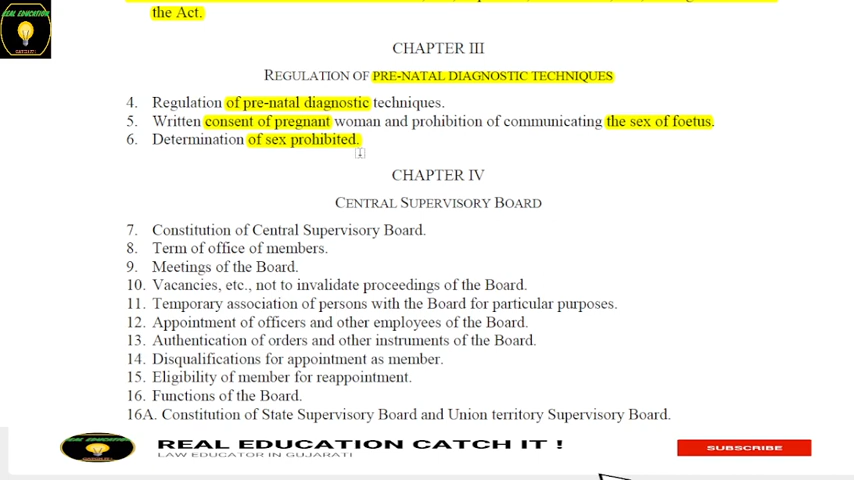 REAL EDUCATION
the Act.
CHAPTER III
REGULATION OF PRE-NATAL DIAGNOSTIC TECHNIQUES
4. Regulation of pre-natal diagnostic techniques.
5. Written consent of pregnant woman and prohibition of communicating the sex of foetus.
6. Determination of sex prohibited.
CHAPTER IV
CENTRAL SUPERVISORY BOARD
7. Constitution of Central Supervisory Board.
8. Term of office of members.
9. Meetings of the Board.
10. Vacancies, etc., not to invalidate proceedings of the Board.
11. Temporary association of persons with the Board for particular purposes.
12. Appointment of officers and other employees of the Board.
13. Authentication of orders and other instruments of the Board.
14. Disqualifications for appointment as member.
15. Eligibility of member for reappointment.
16. Functions of the Board.
16A. Constitution of State Supervisory Board and Union territory Supervisory Board.
REAL EDUCATION
REAL EDUCATION CATCH IT !
LAW EDUCATOR IN GUJARATI
SUBSCRIBE